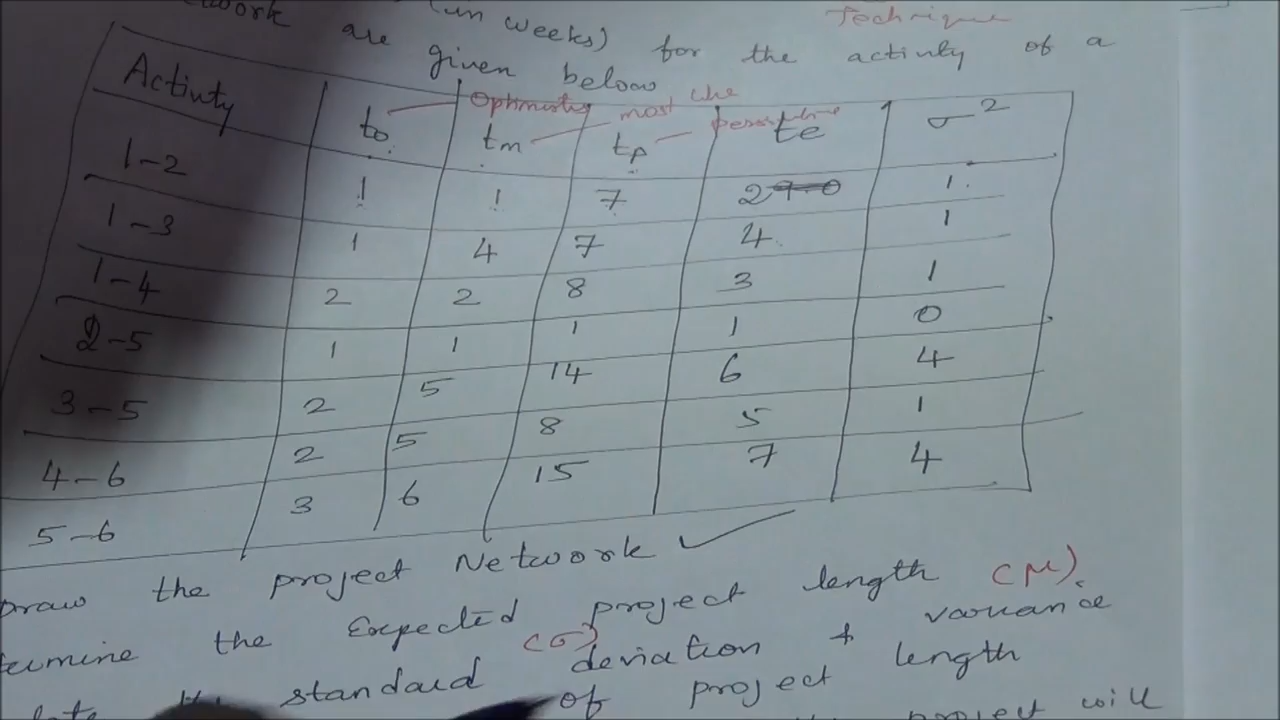 (in weeks) for the activity of a
Technique
are given below
Activity to Optimistic tm most like tp te σ²
1-2 1 1 7 2 1.
1-3 1 4 7 4. 1
1-4 2 2 8 3 1
2-5 1 1 1 1 0
3-5 2 5 14 6 4
4-6 2 5 8 5 1
5-6 3 6 15 7 4
Draw the project Network ✓
the Expected project length (μ).
(σ)
standard deviation + variance
of project length
project will